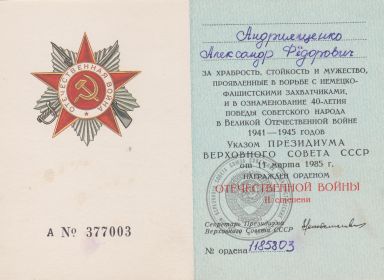 ОТЕЧЕСТВЕННАЯ ВОЙНА
А № 377003
Андрилященко
Александр Фёдорович
ЗА ХРАБРОСТЬ, СТОЙКОСТЬ И МУЖЕСТВО,
ПРОЯВЛЕННЫЕ В БОРЬБЕ С НЕМЕЦКО-
ФАШИСТСКИМИ ЗАХВАТЧИКАМИ,
И В ОЗНАМЕНОВАНИЕ 40-ЛЕТИЯ
ПОБЕДЫ СОВЕТСКОГО НАРОДА
В ВЕЛИКОЙ ОТЕЧЕСТВЕННОЙ ВОЙНЕ
1941—1945 ГОДОВ
УКАЗОМ ПРЕЗИДИУМА
ВЕРХОВНОГО СОВЕТА СССР
от 11 марта 1985 г.
НАГРАЖДЕН ОРДЕНОМ
ОТЕЧЕСТВЕННОЙ ВОЙНЫ
II степени
Секретарь Президиума
Верховного Совета СССР
№ ордена 1185803